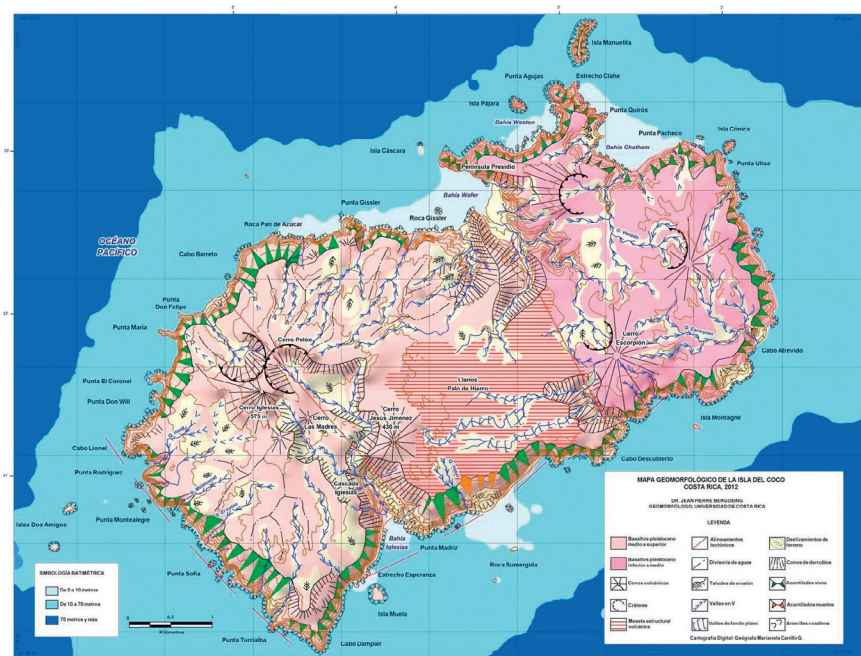 Isla Manuelita
Punta Agujas
Estrecho Clahe
Isla Pájara
Punta Quirós
Bahía Weston
Isla Cónica
Punta Pacheco
Bahía Chatham
Isla Cáscara
Punta Ulloa
Península Presidio
Bahía Wafer
Punta Gissler
Roca Gissler
Roca Pan de Azúcar
OCÉANO
PACÍFICO
Cabo Barreto
Punta
Don Felipe
Cerro
Escorpión
Punta María
Cerro Pelón
Cabo Atrevido
Llanos
Palo de Hierro
Punta El Coronel
Punta Don Will
Cerro Iglesias
575 m
Cerro
Las Madres
Cerro
Jesús Jiménez
430 m
Isla Montagne
Cabo Lionel
Cabo Descubierto
Punta Rodríguez
Cascada
Iglesias
Islas Dos Amigos
Punta Montealegre
Bahía
Iglesias
Punta Madriz
Roca Sumergida
Punta Sofía
Estrecho Esperanza
Isla Muela
Punta Turrialba
Cabo Dampier
SIMBOLOGÍA BATIMÉTRICA
De 0 a 10 metros
De 10 a 70 metros
70 metros y más
0 0.5 1
Kilómetros
MAPA GEOMORFOLÓGICO DE LA ISLA DEL COCO
COSTA RICA, 2012
DR. JEAN PIERRE BERGOEING
GEOMORFÓLOGO, UNIVERSIDAD DE COSTA RICA
LEYENDA
Basaltos pleistoceno
medio a superior
Basaltos pleistoceno
inferior a medio
Conos volcánicos
Cráteres
Meseta estructural
volcánica
Alineamientos
tectónicos
Divisoria de aguas
Taludes de erosión
Valles en V
Valles de fondo plano
Deslizamientos de
terreno
Conos de derrubios
Acantilados vivos
Acantilados muertos
Arrecifes coralinos
Cartografía Digital: Geógrafa Marianela Carrillo G.